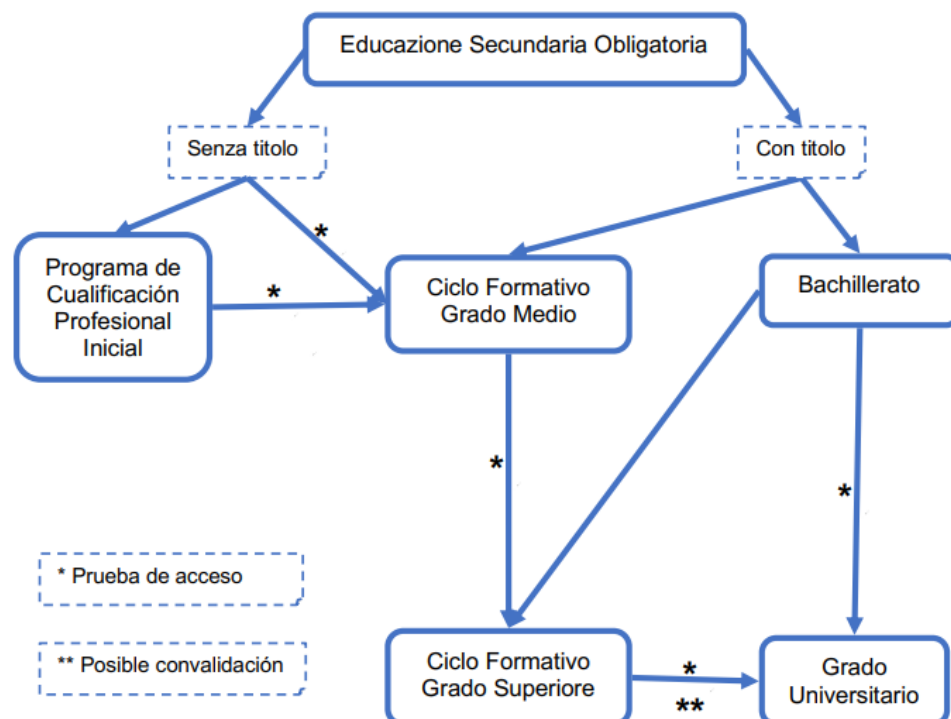 Educazione Secundaria Obligatoria
Senza titolo
Con titolo
*
Programa de
Cualificación
Profesional
Inicial
*
Ciclo Formativo
Grado Medio
Bachillerato
*
*
* Prueba de acceso
** Posible convalidación
Ciclo Formativo
Grado Superiore
*
**
Grado
Universitario